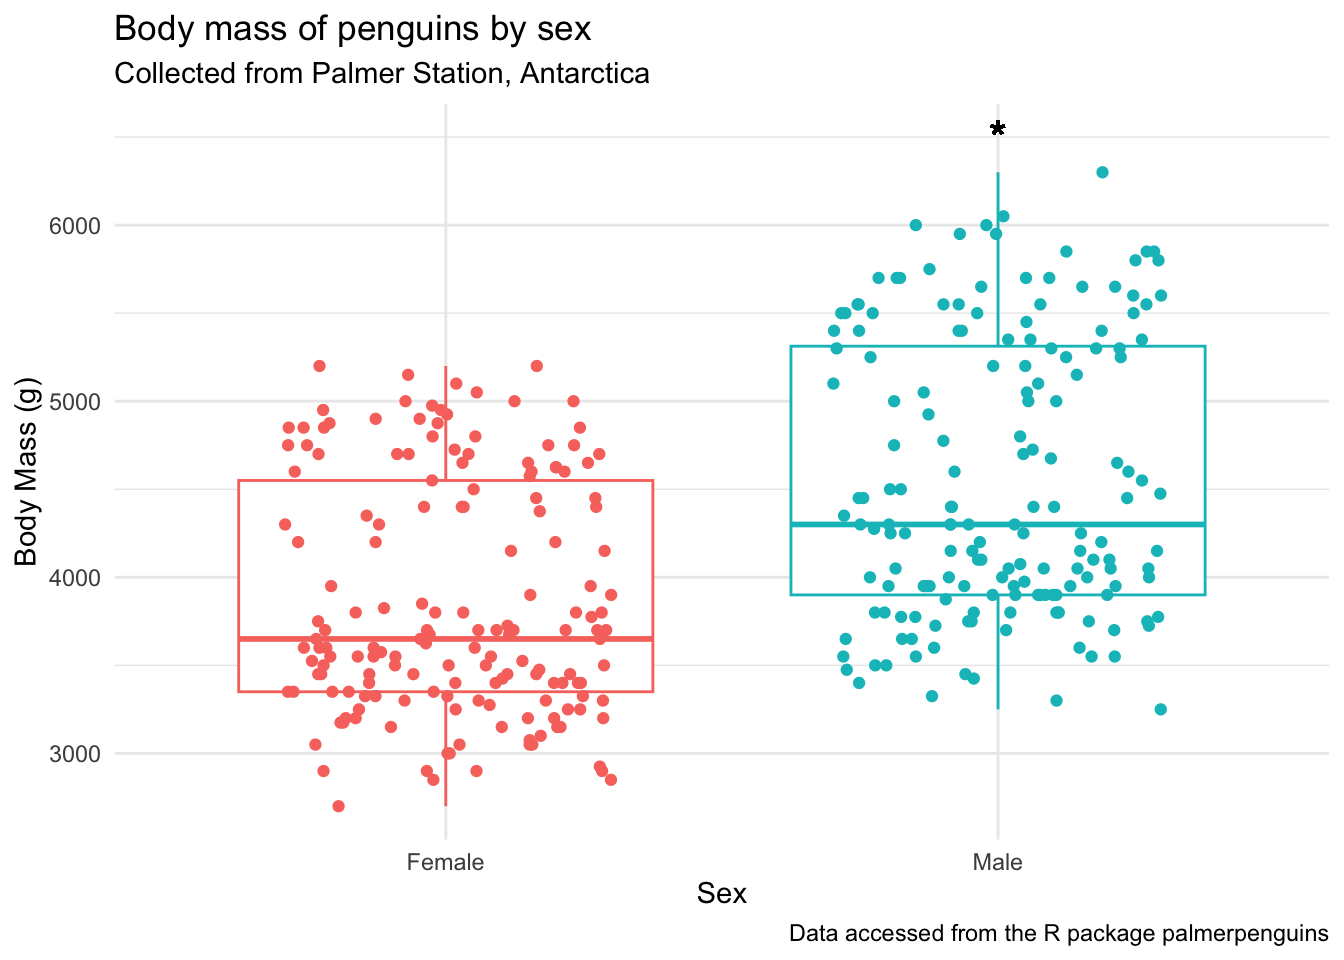 Body mass of penguins by sex
Collected from Palmer Station, Antarctica
*
6000
5000
4000
3000
Body Mass (g)
Female Male
Sex
Data accessed from the R package palmerpenguins